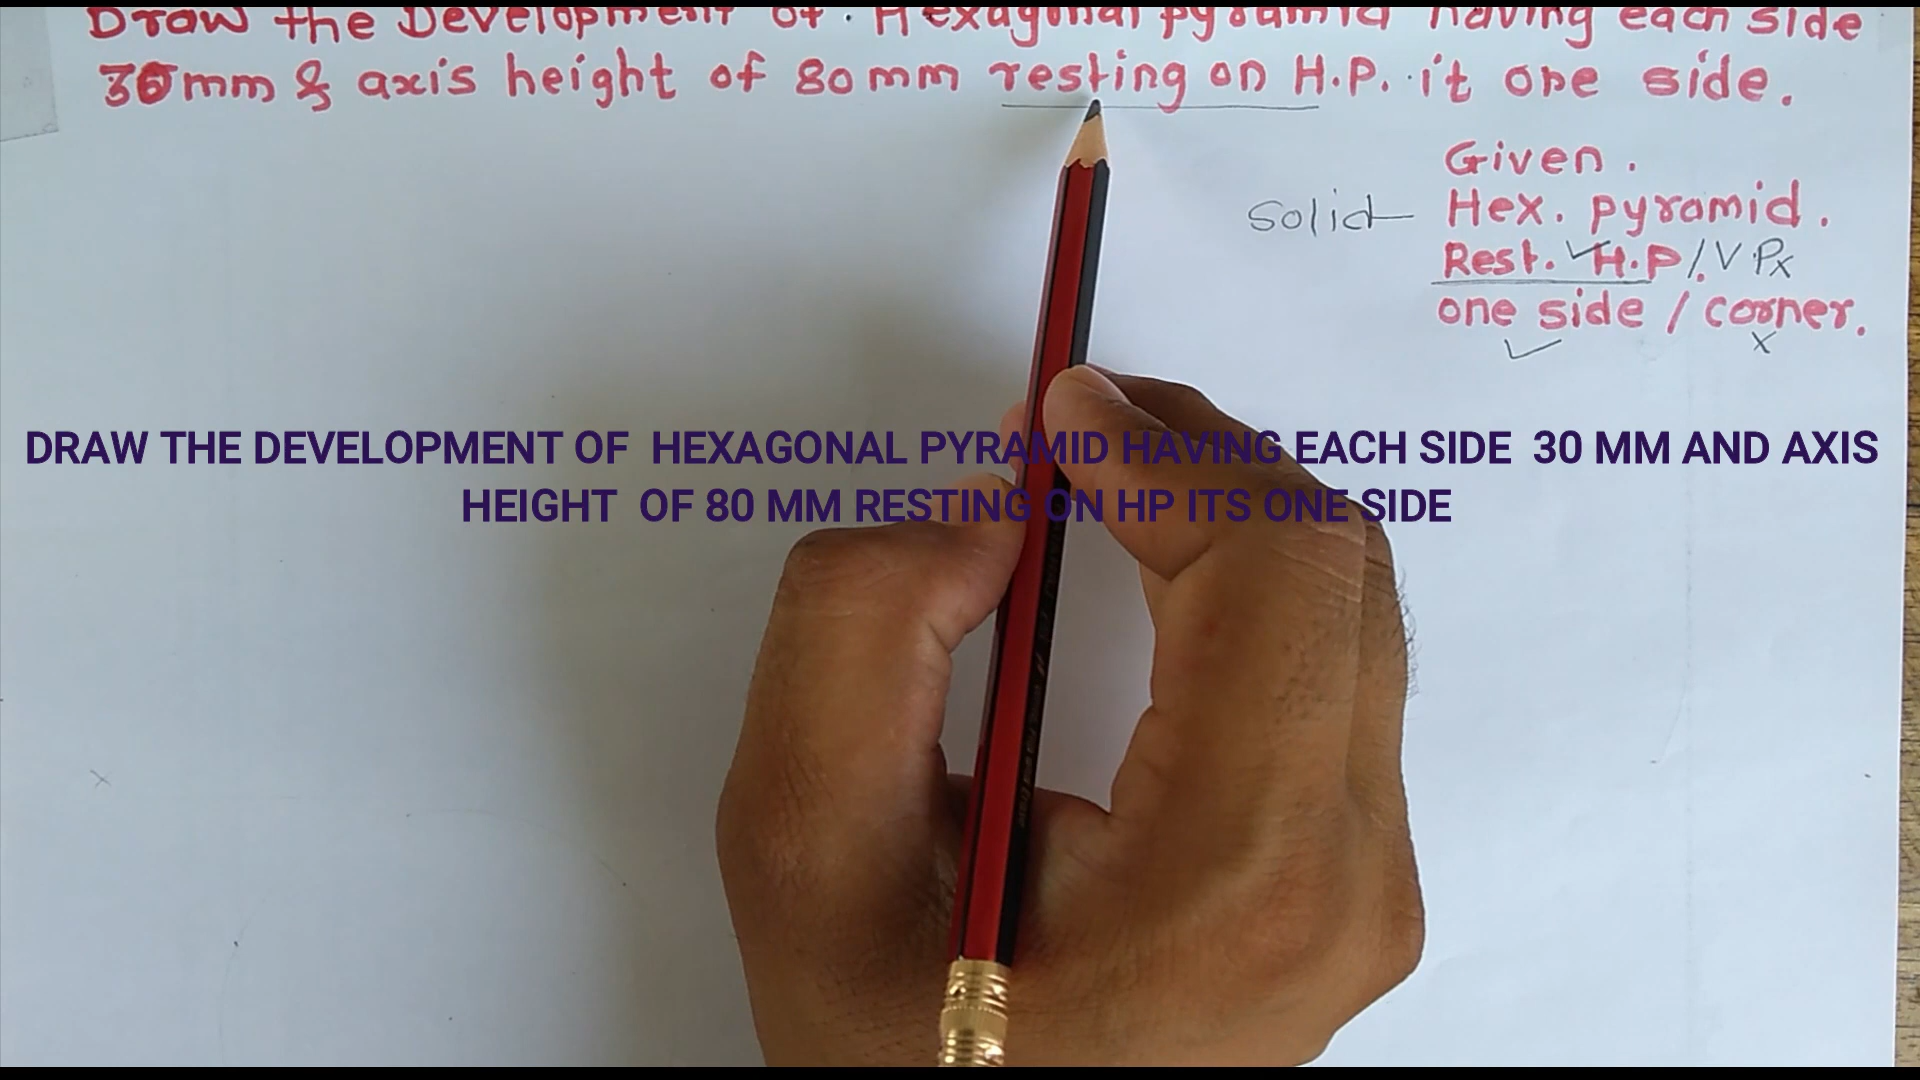 Draw the Development of. Hexagonal pyramid having each side
30mm & axis height of 80mm resting on H.P. it one side.
Given.
Solid Hex. pyramid.
Rest. H.P/.V.P x
one side / corner.
x
DRAW THE DEVELOPMENT OF HEXAGONAL PYRAMID HAVING EACH SIDE 30 MM AND AXIS
HEIGHT OF 80 MM RESTING ON HP ITS ONE SIDE